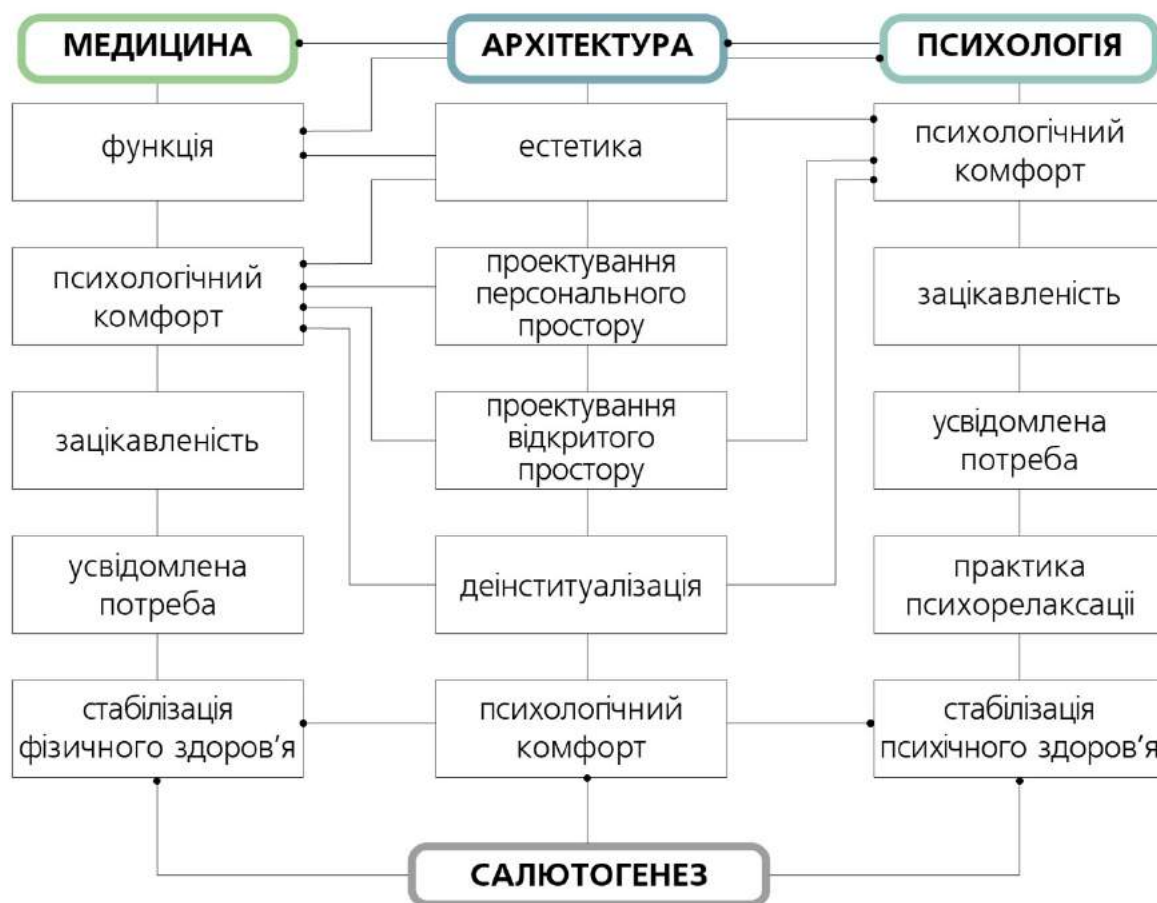 МЕДИЦИНА
АРХІТЕКТУРА
ПСИХОЛОГІЯ
функція
естетика
психологічний
комфорт
психологічний
комфорт
проектування
персонального
простору
зацікавленість
зацікавленість
проектування
відкритого
простору
усвідомлена
потреба
усвідомлена
потреба
деінституалізація
практика
психорелаксації
стабілізація
фізичного здоров’я
психологічний
комфорт
стабілізація
психічного здоров’я
САЛЮТОГЕНЕЗ